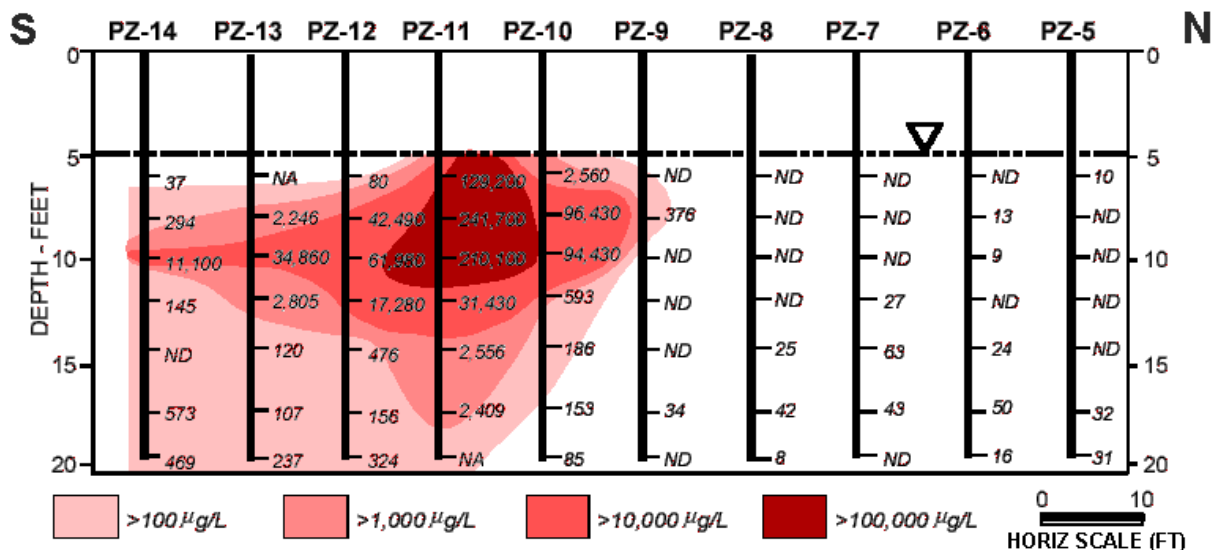 S PZ-14 PZ-13 PZ-12 PZ-11 PZ-10 PZ-9 PZ-8 PZ-7 PZ-6 PZ-5 N
0 0
5 5
37 NA 80 129,200 2,560 ND ND ND ND 10
294 2,246 42,490 241,700 96,430 376 ND ND 13 ND
10 11,100 34,860 61,980 210,100 94,430 ND ND ND 9 ND 10
145 2,805 17,280 31,430 593 ND ND 27 ND ND
ND 120 476 2,556 186 ND 25 63 24 ND
15 15
573 107 156 2,409 153 34 42 43 50 32
20 469 237 324 NA 85 ND 8 ND 16 31 20
DEPTH - FEET
>100 µg/L >1,000 µg/L >10,000 µg/L >100,000 µg/L
0 10
HORIZ SCALE (FT)